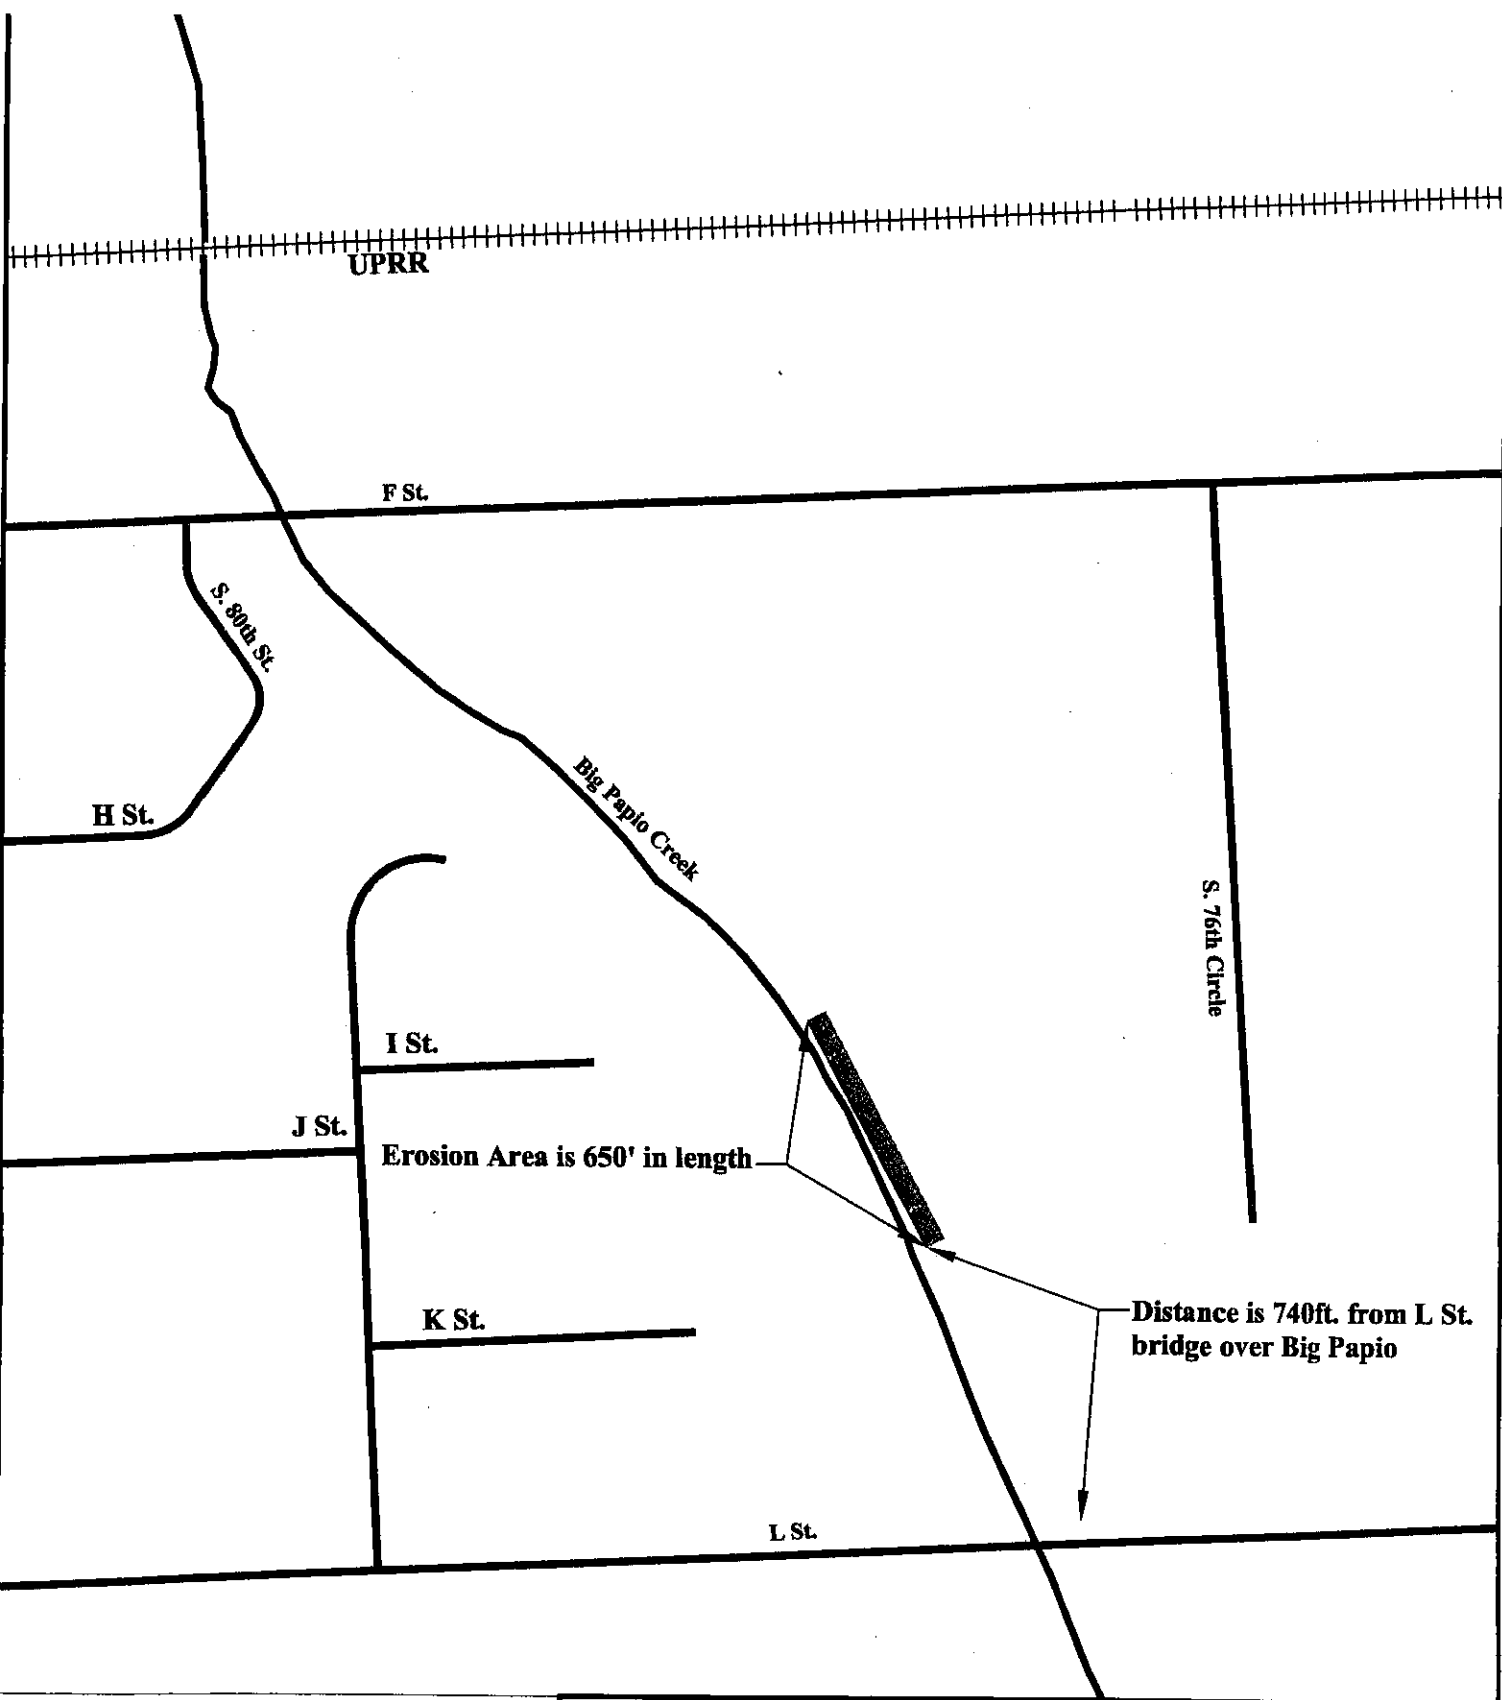 UPRR
F St.
S. 80th St.
Big Papio Creek
H St.
S. 76th Circle
I St.
J St.
Erosion Area is 650' in length
K St.
Distance is 740ft. from L St.
bridge over Big Papio
L St.